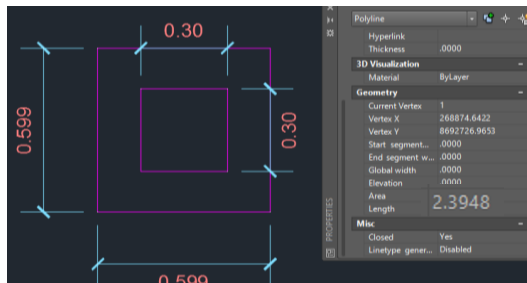 0.30
0.599
0.30
0.599
PROPERTIES
Polyline
Hyperlink
Thickness .0000
3D Visualization
Material ByLayer
Geometry
Current Vertex 1
Vertex X 268874.6422
Vertex Y 8692726.9653
Start segment... .0000
End segment w... .0000
Global width .0000
Elevation .0000
Area
Length 2.3948
Misc
Closed Yes
Linetype gener... Disabled